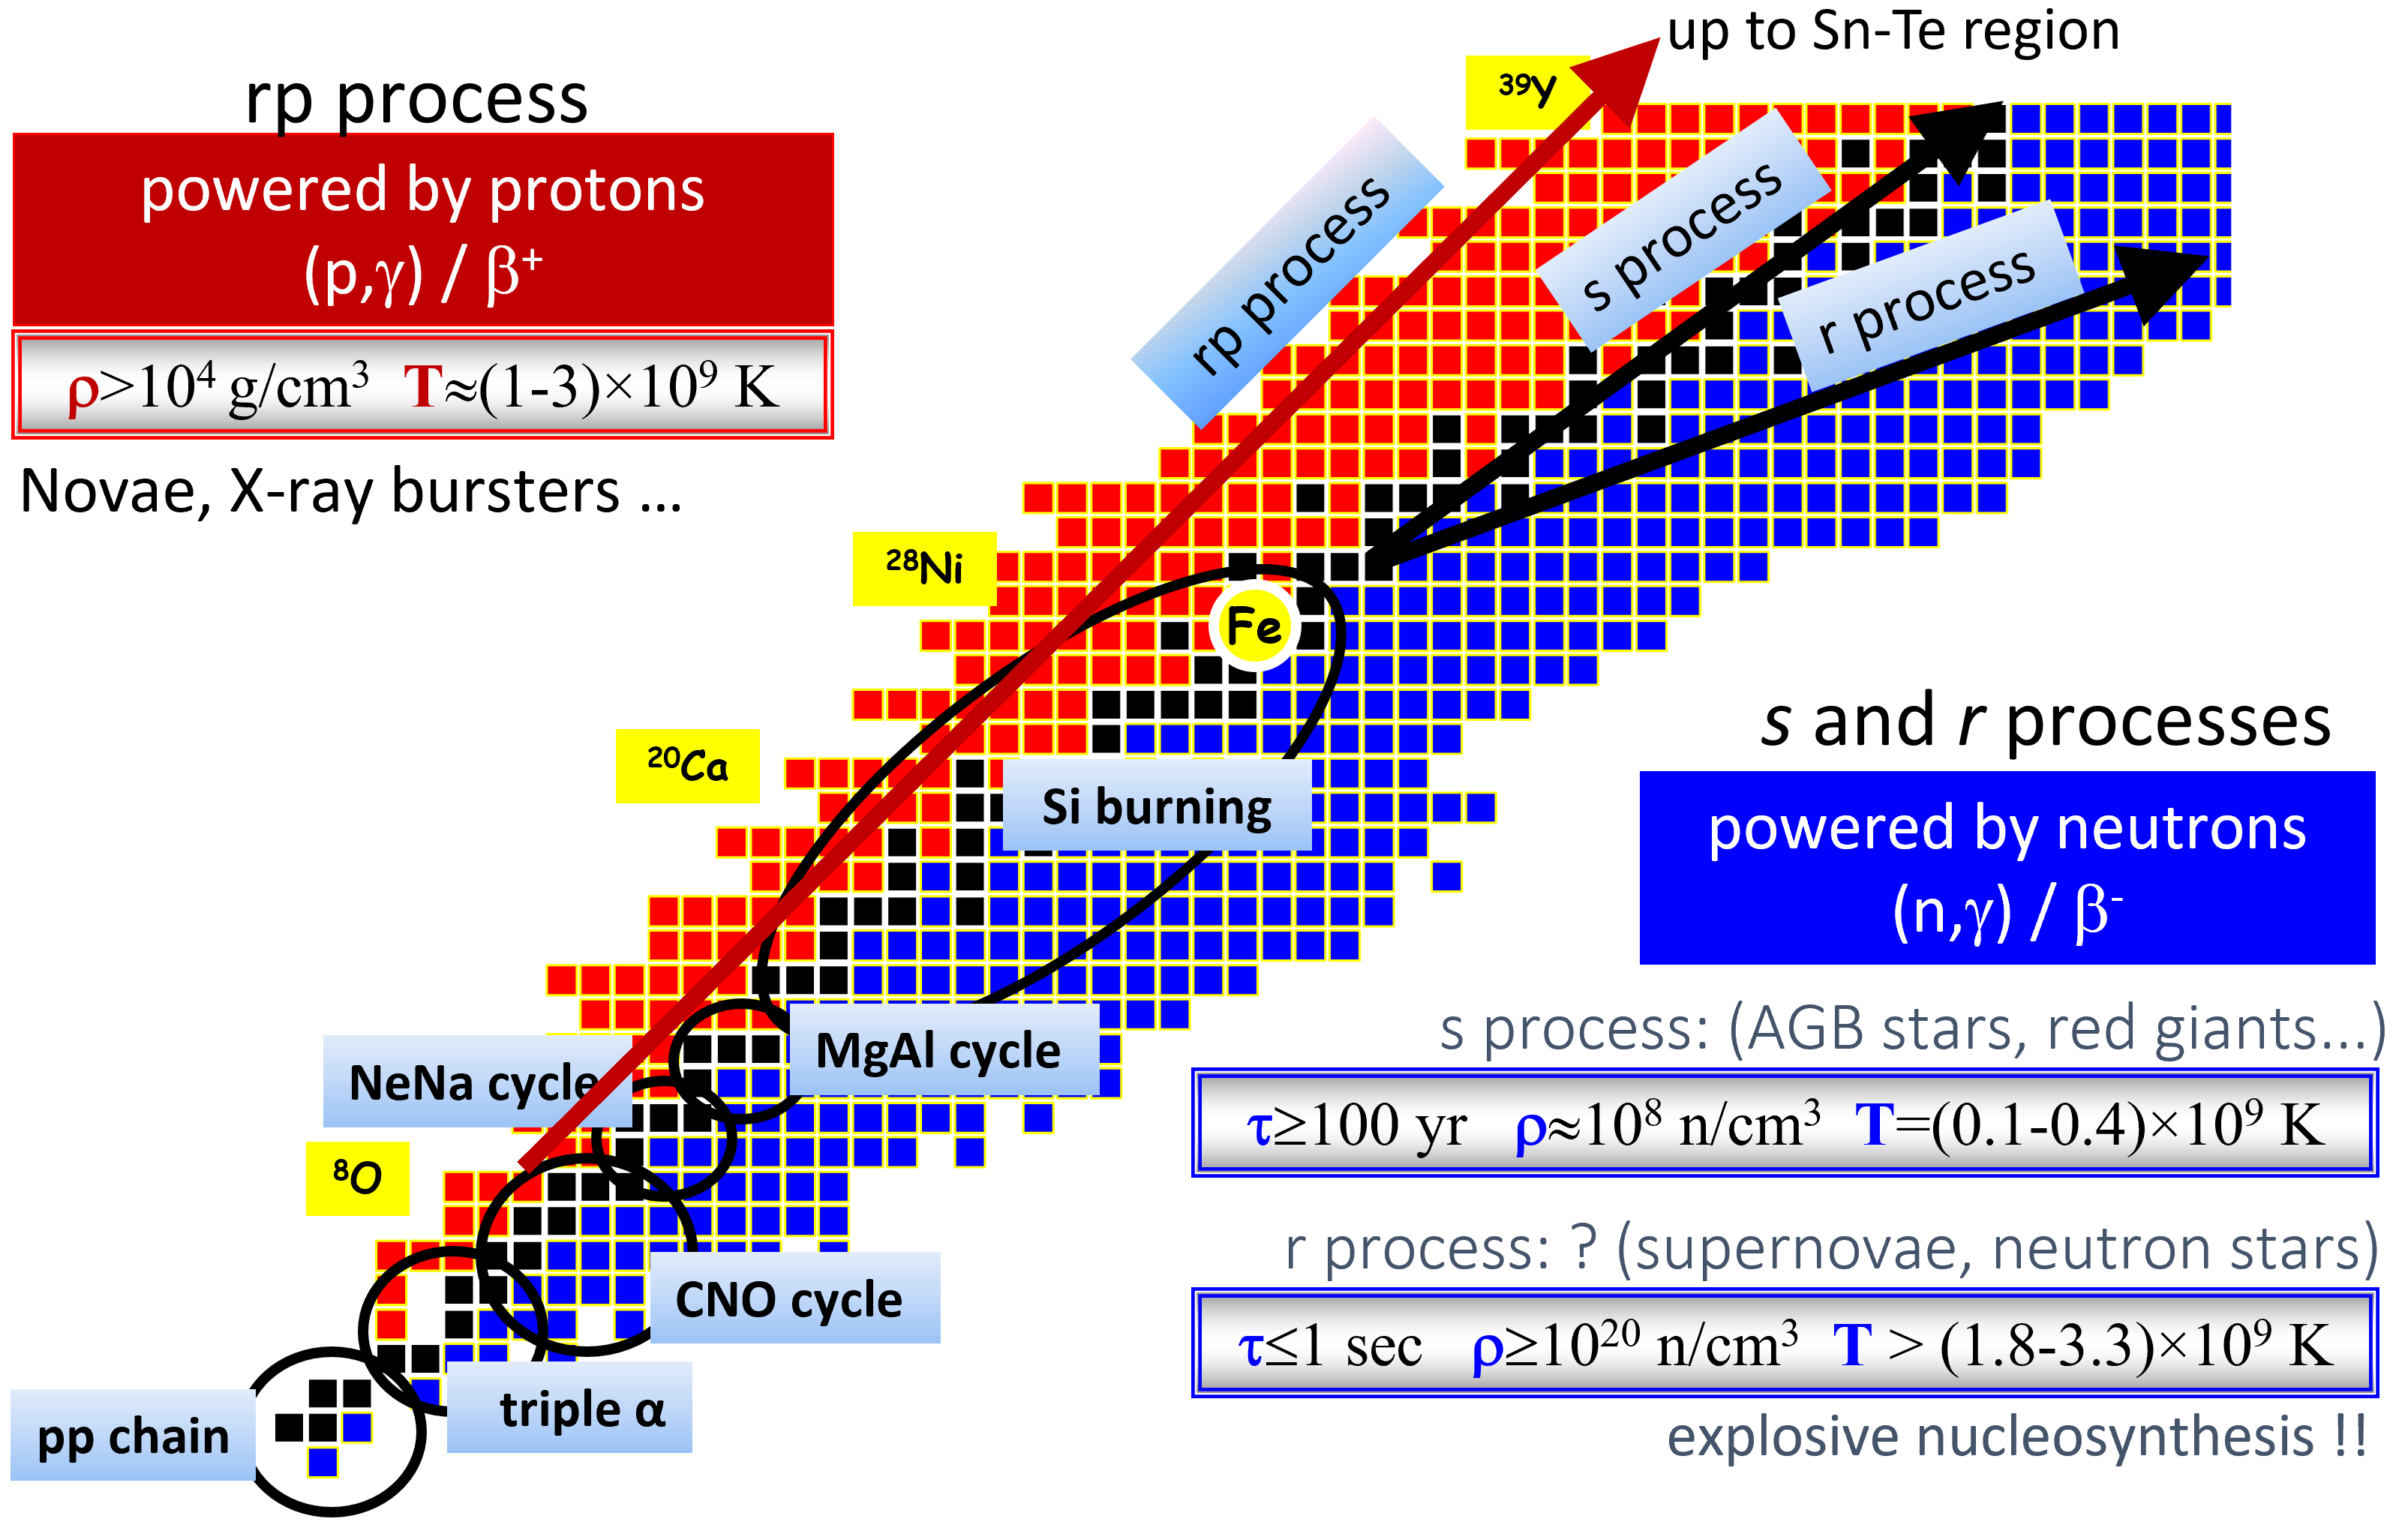 up to Sn-Te region
rp process
powered by protons
(p,γ) / β⁺
ρ>10⁴ g/cm³ T≈(1-3)×10⁹ K
Novae, X-ray bursters ...
³⁹Y
rp process
s process
r process
²⁸Ni
Fe
²⁰Ca
Si burning
s and r processes
powered by neutrons
(n,γ) / β⁻
s process: (AGB stars, red giants...)
τ≥100 yr ρ≈10⁸ n/cm³ T=(0.1-0.4)×10⁹ K
r process: ? (supernovae, neutron stars)
τ≤1 sec ρ≥10²⁰ n/cm³ T > (1.8-3.3)×10⁹ K
explosive nucleosynthesis !!
MgAl cycle
NeNa cycle
⁸O
CNO cycle
triple α
pp chain